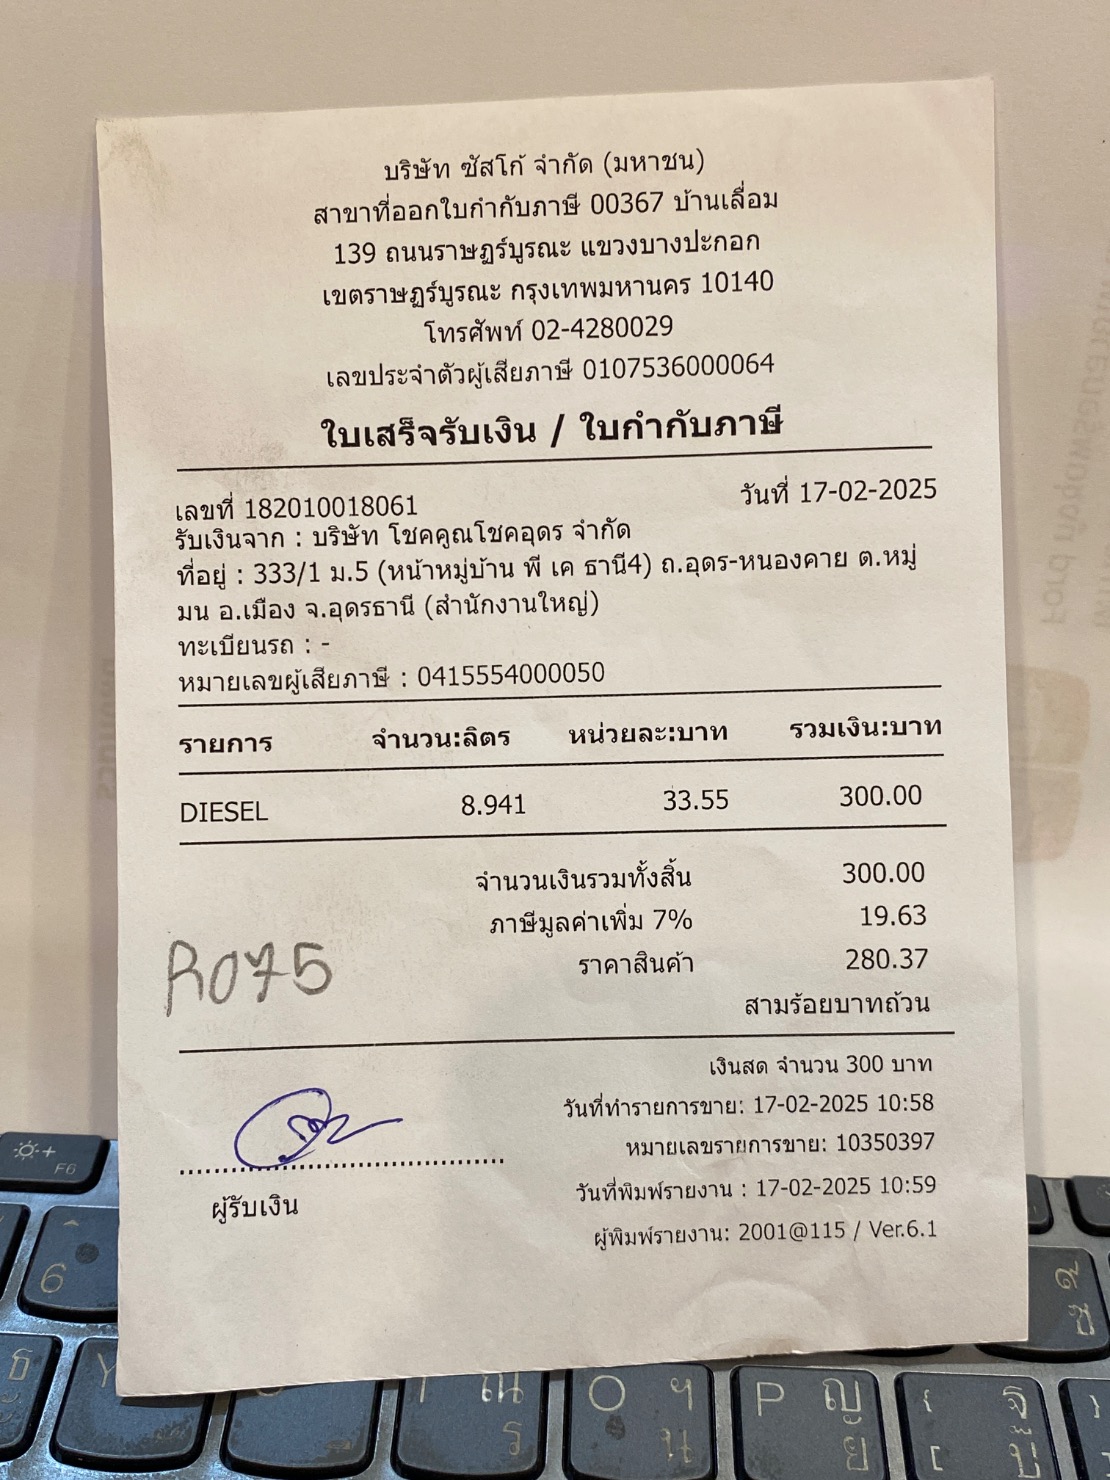 บริษัท ซัสโก้ จำกัด (มหาชน)
สาขาที่ออกใบกำกับภาษี 00367 บ้านเลื่อม
139 ถนนราษฎร์บูรณะ แขวงบางปะกอก
เขตราษฎร์บูรณะ กรุงเทพมหานคร 10140
โทรศัพท์ 02-4280029
เลขประจำตัวผู้เสียภาษี 0107536000064
ใบเสร็จรับเงิน / ใบกำกับภาษี
เลขที่ 182010018061 วันที่ 17-02-2025
รับเงินจาก : บริษัท โชคคูณโชคอุดร จำกัด
ที่อยู่ : 333/1 ม.5 (หน้าหมู่บ้าน พี เค ธานี4) ถ.อุดร-หนองคาย ต.หมู่
มน อ.เมือง จ.อุดรธานี (สำนักงานใหญ่)
ทะเบียนรถ : -
หมายเลขผู้เสียภาษี : 0415554000050
รายการ จำนวน:ลิตร หน่วยละ:บาท รวมเงิน:บาท
DIESEL 8.941 33.55 300.00
จำนวนเงินรวมทั้งสิ้น 300.00
ภาษีมูลค่าเพิ่ม 7% 19.63
ราคาสินค้า 280.37
R075
สามร้อยบาทถ้วน
เงินสด จำนวน 300 บาท
วันที่ทำรายการขาย: 17-02-2025 10:58
หมายเลขรายการขาย: 10350397
วันที่พิมพ์รายงาน : 17-02-2025 10:59
ผู้รับเงิน
ผู้พิมพ์รายงาน: 2001@115 / Ver.6.1
F6
6
ธ
Y
ณ
ร
O
ฯ
น
P
ญ
ย
[
ฐ
บ
ซ